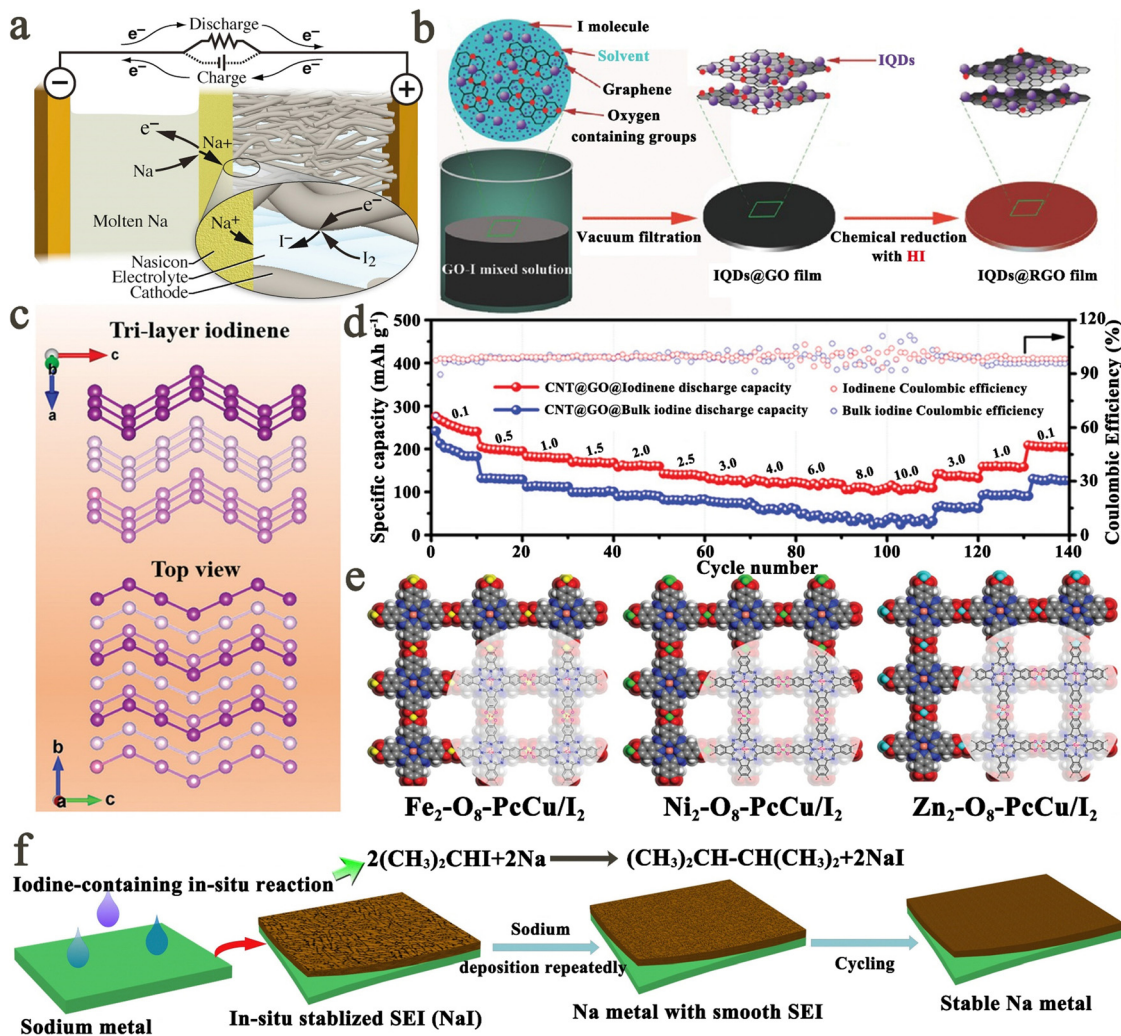 a
e⁻
Discharge
e⁻
e⁻
Charge
e⁻
−
+
e⁻
Na+
Na
Molten Na
Na⁺
e⁻
I⁻
I₂
Nasicon
Electrolyte
Cathode
b
I molecule
Solvent
Graphene
Oxygen
containing groups
IQDs
GO-I mixed solution
Vacuum filtration
IQDs@GO film
Chemical reduction
with HI
IQDs@RGO film
c
Tri-layer iodinene
b
c
a
Top view
b
a
c
d
Specific capacity (mAh g⁻¹)
500
400
300
250
200
100
0
CNT@GO@Iodinene discharge capacity
CNT@GO@Bulk iodine discharge capacity
Iodinene Coulombic efficiency
Bulk iodine Coulombic efficiency
0.1
0.5
1.0
1.5
2.0
2.5
3.0
4.0
6.0
8.0
10.0
3.0
1.0
0.1
120
90
60
30
0
Coulombic Efficiency (%)
0
20
40
60
80
100
120
140
Cycle number
e
Fe₂-O₈-PcCu/I₂
Ni₂-O₈-PcCu/I₂
Zn₂-O₈-PcCu/I₂
f
2(CH₃)₂CHI+2Na
(CH₃)₂CH-CH(CH₃)₂+2NaI
Iodine-containing in-situ reaction
Sodium metal
In-situ stablized SEI (NaI)
Sodium
deposition repeatedly
Na metal with smooth SEI
Cycling
Stable Na metal